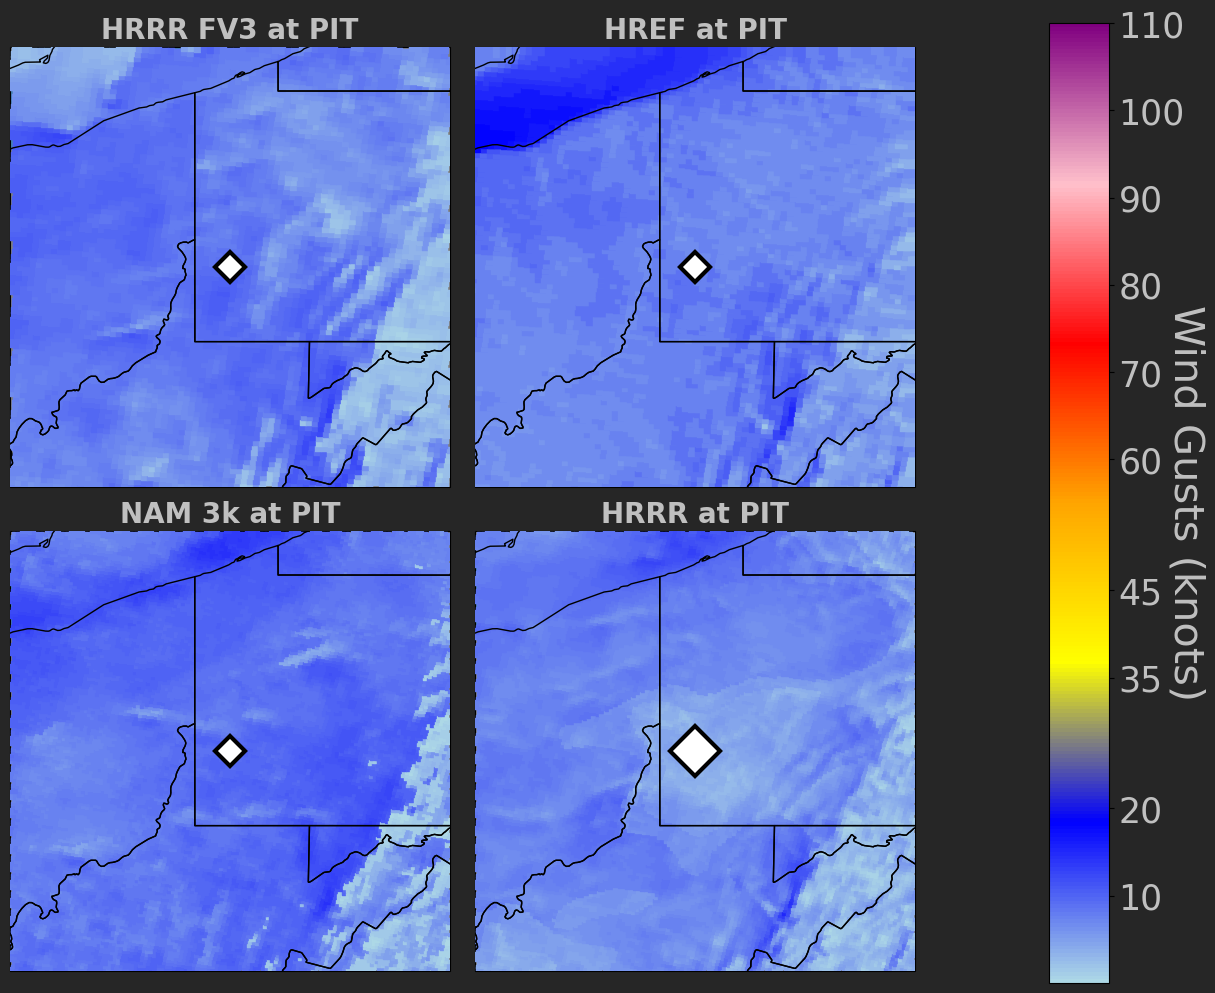 HRRR FV3 at PIT
HREF at PIT
NAM 3k at PIT
HRRR at PIT
110
100
90
80
70
60
45
35
20
10
Wind Gusts (knots)